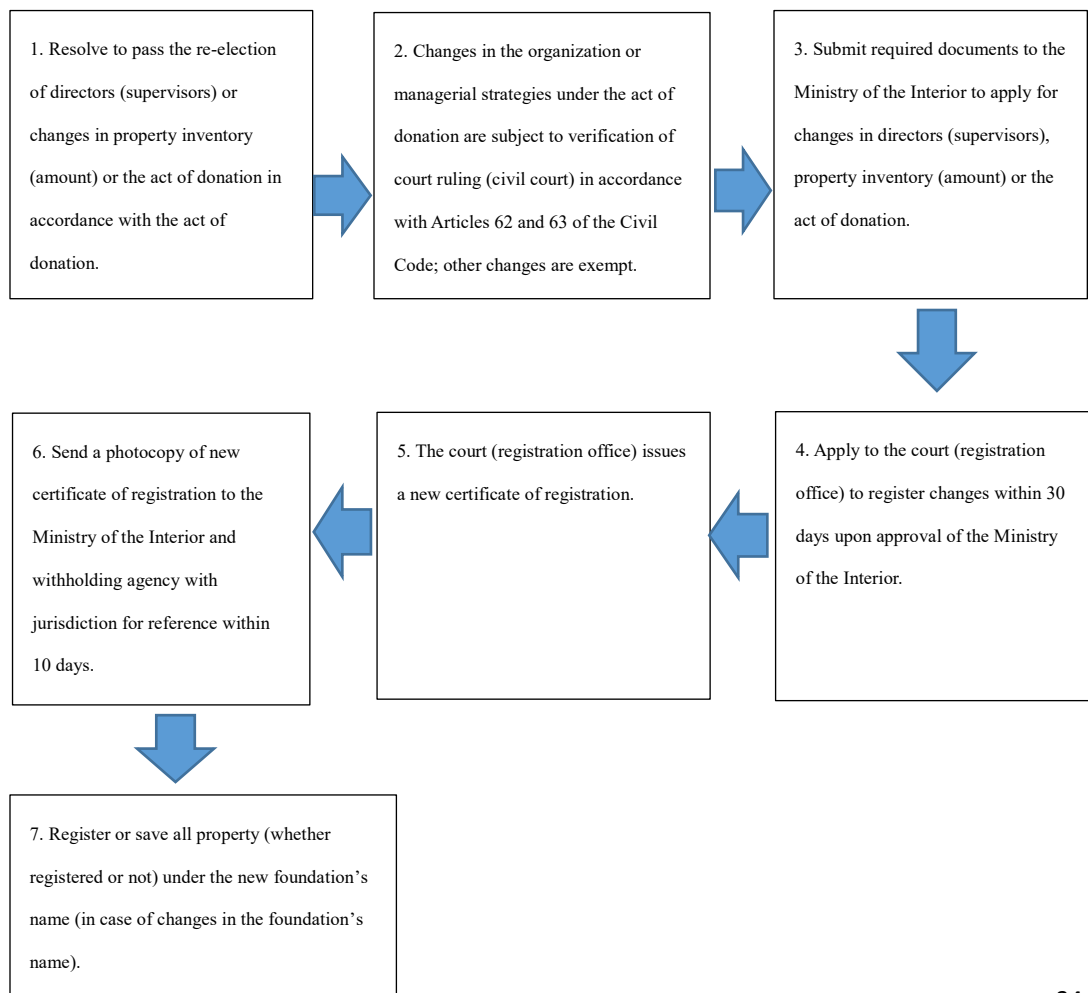 1. Resolve to pass the re-election
of directors (supervisors) or
changes in property inventory
(amount) or the act of donation in
accordance with the act of
donation.
2. Changes in the organization or
managerial strategies under the act of
donation are subject to verification of
court ruling (civil court) in accordance
with Articles 62 and 63 of the Civil
Code; other changes are exempt.
3. Submit required documents to the
Ministry of the Interior to apply for
changes in directors (supervisors),
property inventory (amount) or the
act of donation.
4. Apply to the court (registration
office) to register changes within 30
days upon approval of the Ministry
of the Interior.
5. The court (registration office) issues
a new certificate of registration.
6. Send a photocopy of new
certificate of registration to the
Ministry of the Interior and
withholding agency with
jurisdiction for reference within
10 days.
7. Register or save all property (whether
registered or not) under the new foundation’s
name (in case of changes in the foundation’s
name).